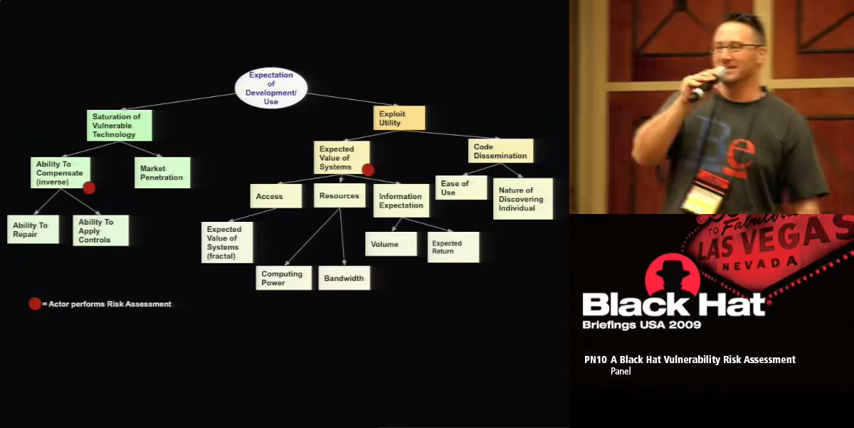 Expectation
of
Development/
Use
Saturation of
Vulnerable
Technology
Exploit
Utility
Ability To
Compensate
(inverse)
Market
Penetration
Expected
Value of
Systems
Code
Dissemination
Ability To
Repair
Ability To
Apply
Controls
Access
Resources
Information
Expectation
Ease of
Use
Nature of
Discovering
Individual
Expected
Value of
Systems
(fractal)
Volume
Expected
Return
Computing
Power
Bandwidth
= Actor performs Risk Assessment
Be
To Fabulous
LAS VEGAS
NEVADA
Black Hat
Briefings USA 2009
PN10 A Black Hat Vulnerability Risk Assessment
Panel